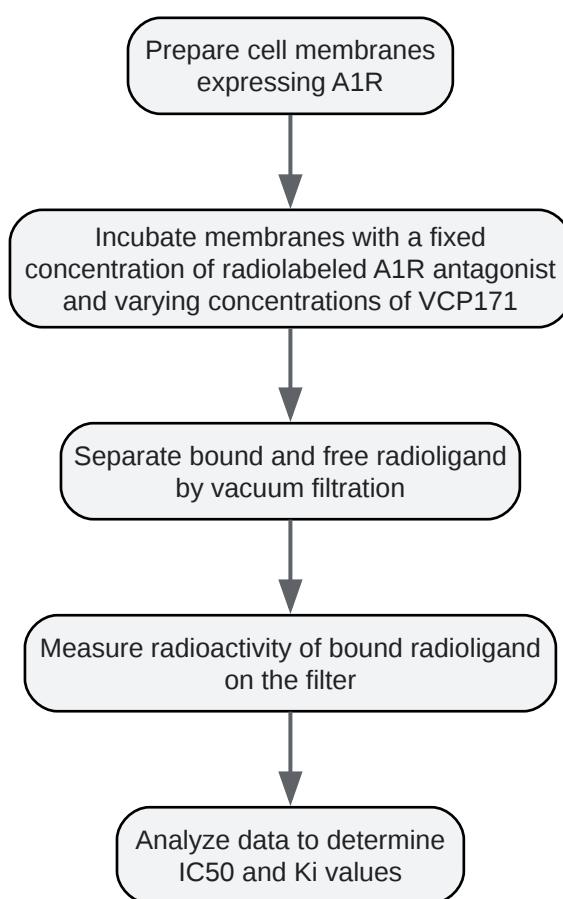 Prepare cell membranes
expressing A1R
Incubate membranes with a fixed
concentration of radiolabeled A1R antagonist
and varying concentrations of VCP171
Separate bound and free radioligand
by vacuum filtration
Measure radioactivity of bound radioligand
on the filter
Analyze data to determine
IC50 and Ki values